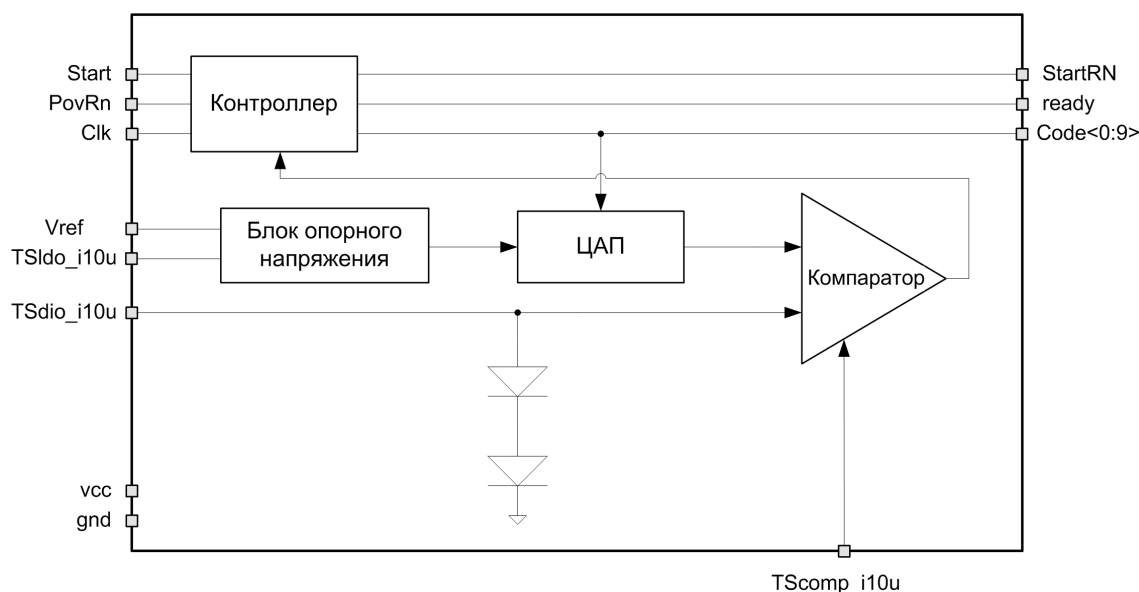 Start
StartRN
PovRn
Контроллер
ready
Clk
Code<0:9>
Vref
Блок опорного
напряжения
ЦАП
TSldo_i10u
Компаратор
TSdio_i10u
vcc
gnd
TScomp_i10u